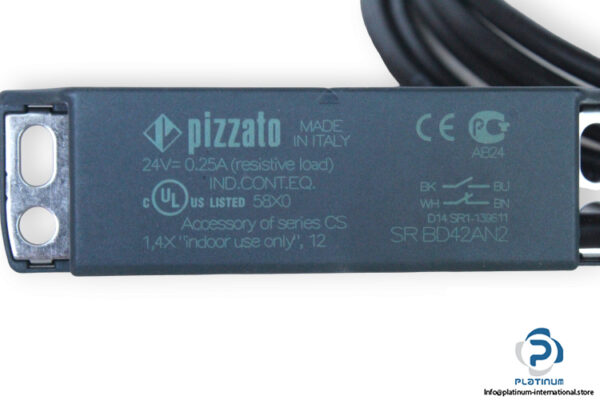 pizzato
MADE
IN ITALY
24V= 0.25A (resistive load)
IND.CONT.EQ.
C UL US LISTED 58X0
Accessory of series CS
1,4X "indoor use only", 12
CE
AB24
BK BU
WH BN
D14 SR1-139611
SR BD42AN2
PLATINUM
Info@platinum-international.store